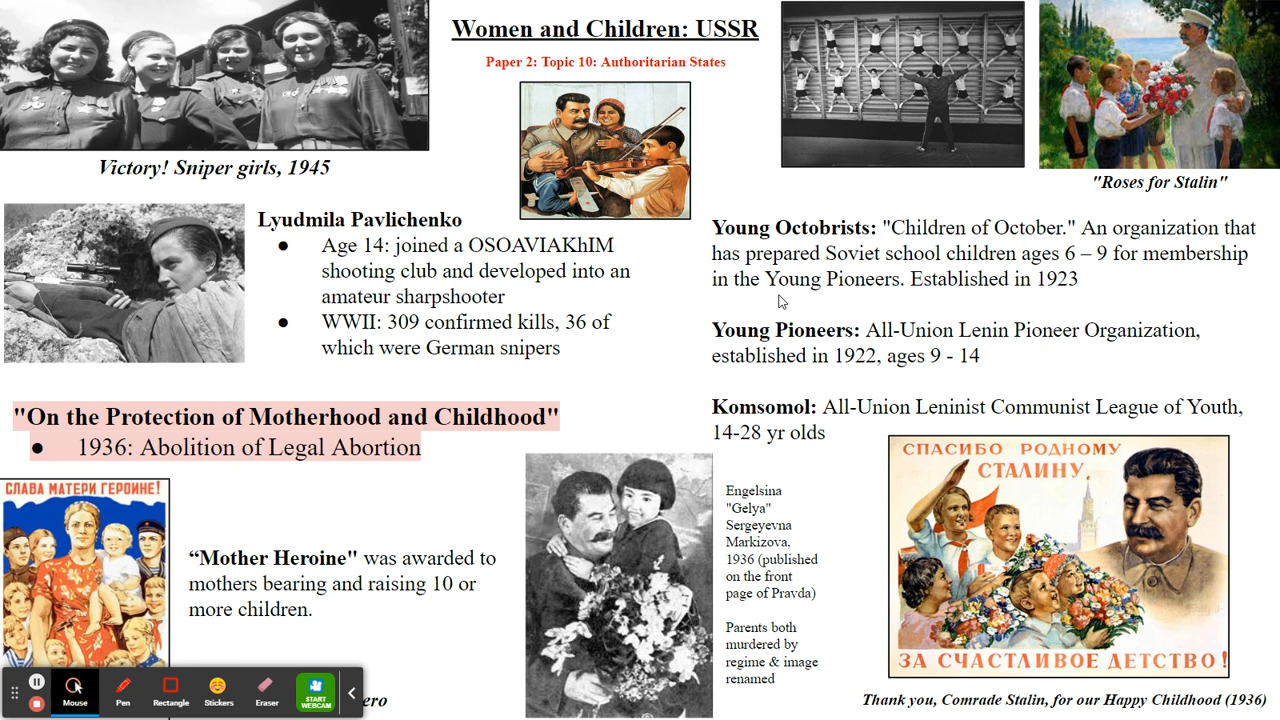 Women and Children: USSR
Paper 2: Topic 10: Authoritarian States
Victory! Sniper girls, 1945
"Roses for Stalin"
Lyudmila Pavlichenko
● Age 14: joined a OSOAVIAKhIM
shooting club and developed into an
amateur sharpshooter
● WWII: 309 confirmed kills, 36 of
which were German snipers
Young Octobrists: "Children of October." An organization that
has prepared Soviet school children ages 6 – 9 for membership
in the Young Pioneers. Established in 1923
Young Pioneers: All-Union Lenin Pioneer Organization,
established in 1922, ages 9 - 14
Komsomol: All-Union Leninist Communist League of Youth,
14-28 yr olds
"On the Protection of Motherhood and Childhood"
● 1936: Abolition of Legal Abortion
СЛАВА МАТЕРИ ГЕРОИНЕ!
“Mother Heroine" was awarded to
mothers bearing and raising 10 or
more children.
Engelsina
"Gelya"
Sergeyevna
Markizova,
1936 (published
on the front
page of Pravda)
Parents both
murdered by
regime & image
renamed
СПАСИБО РОДНОМУ
СТАЛИНУ
ЗА СЧАСТЛИВОЕ ДЕТСТВО!
Thank you, Comrade Stalin, for our Happy Childhood (1936)
Mouse
Pen
Rectangle
Stickers
Eraser
START
WEBCAM